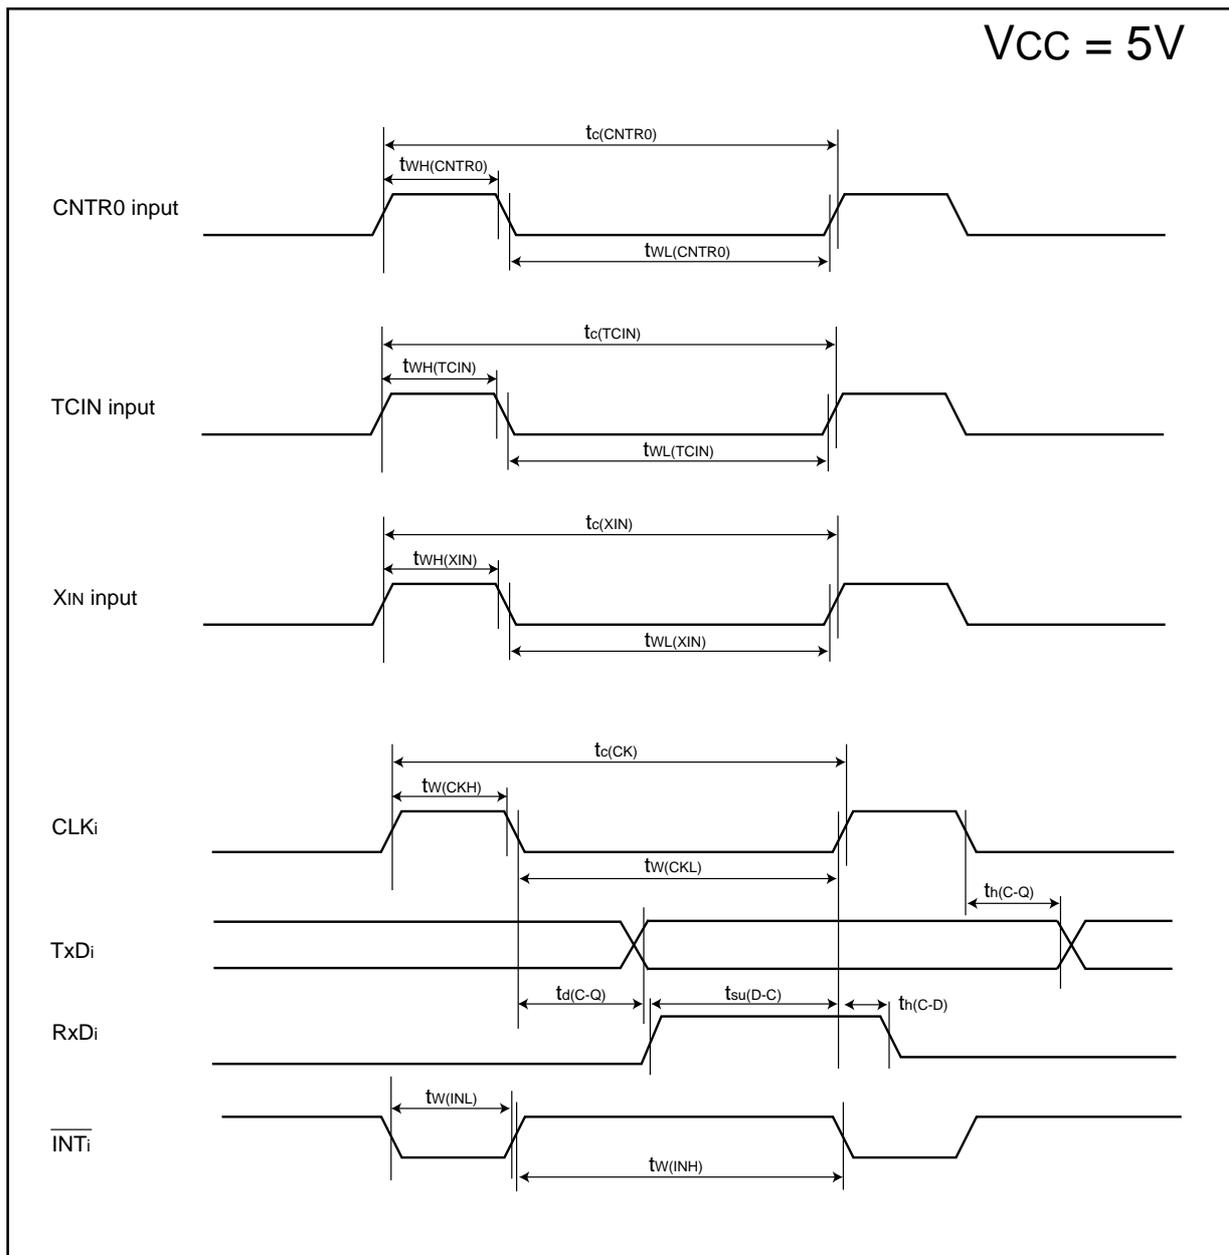 VCC = 5V
tc(CNTR0)
tWH(CNTR0)
CNTR0 input
tWL(CNTR0)
tc(TCIN)
tWH(TCIN)
TCIN input
tWL(TCIN)
tc(XIN)
tWH(XIN)
XIN input
tWL(XIN)
tc(CK)
tW(CKH)
CLKi
tW(CKL)
th(C-Q)
TxDi
td(C-Q)
tsu(D-C)
th(C-D)
RxDi
tW(INL)
INTi
tW(INH)